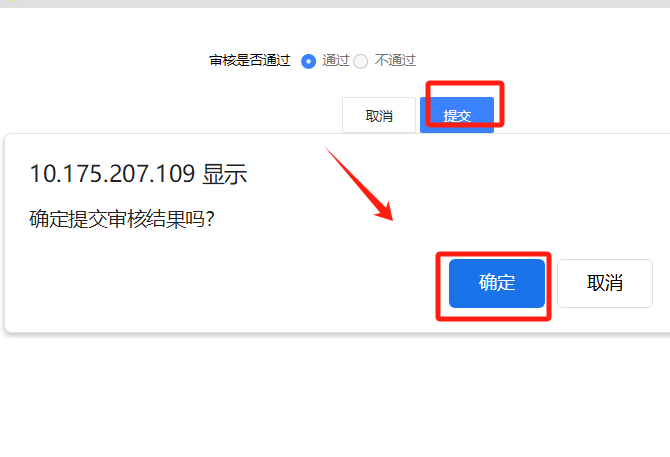 审核是否通过 通过 不通过
取消 提交
10.175.207.109 显示
确定提交审核结果吗?
确定 取消